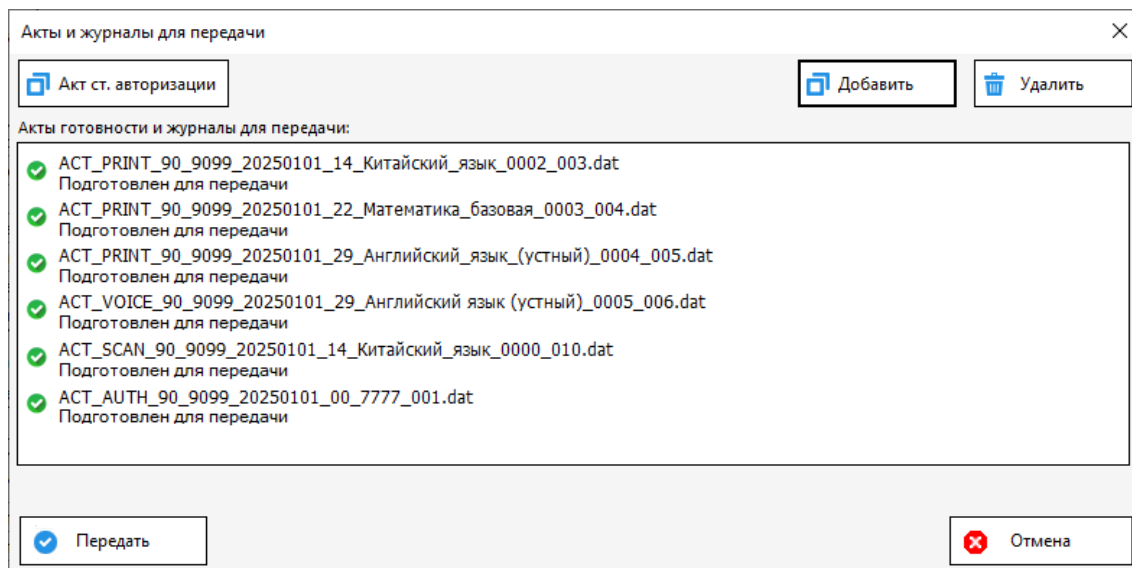 Акты и журналы для передачи
Акт ст. авторизации
Добавить
Удалить
Акты готовности и журналы для передачи:
ACT_PRINT_90_9099_20250101_14_Китайский_язык_0002_003.dat
Подготовлен для передачи
ACT_PRINT_90_9099_20250101_22_Математика_базовая_0003_004.dat
Подготовлен для передачи
ACT_PRINT_90_9099_20250101_29_Английский_язык_(устный)_0004_005.dat
Подготовлен для передачи
ACT_VOICE_90_9099_20250101_29_Английский язык (устный)_0005_006.dat
Подготовлен для передачи
ACT_SCAN_90_9099_20250101_14_Китайский_язык_0000_010.dat
Подготовлен для передачи
ACT_AUTH_90_9099_20250101_00_7777_001.dat
Подготовлен для передачи
Передать
Отмена